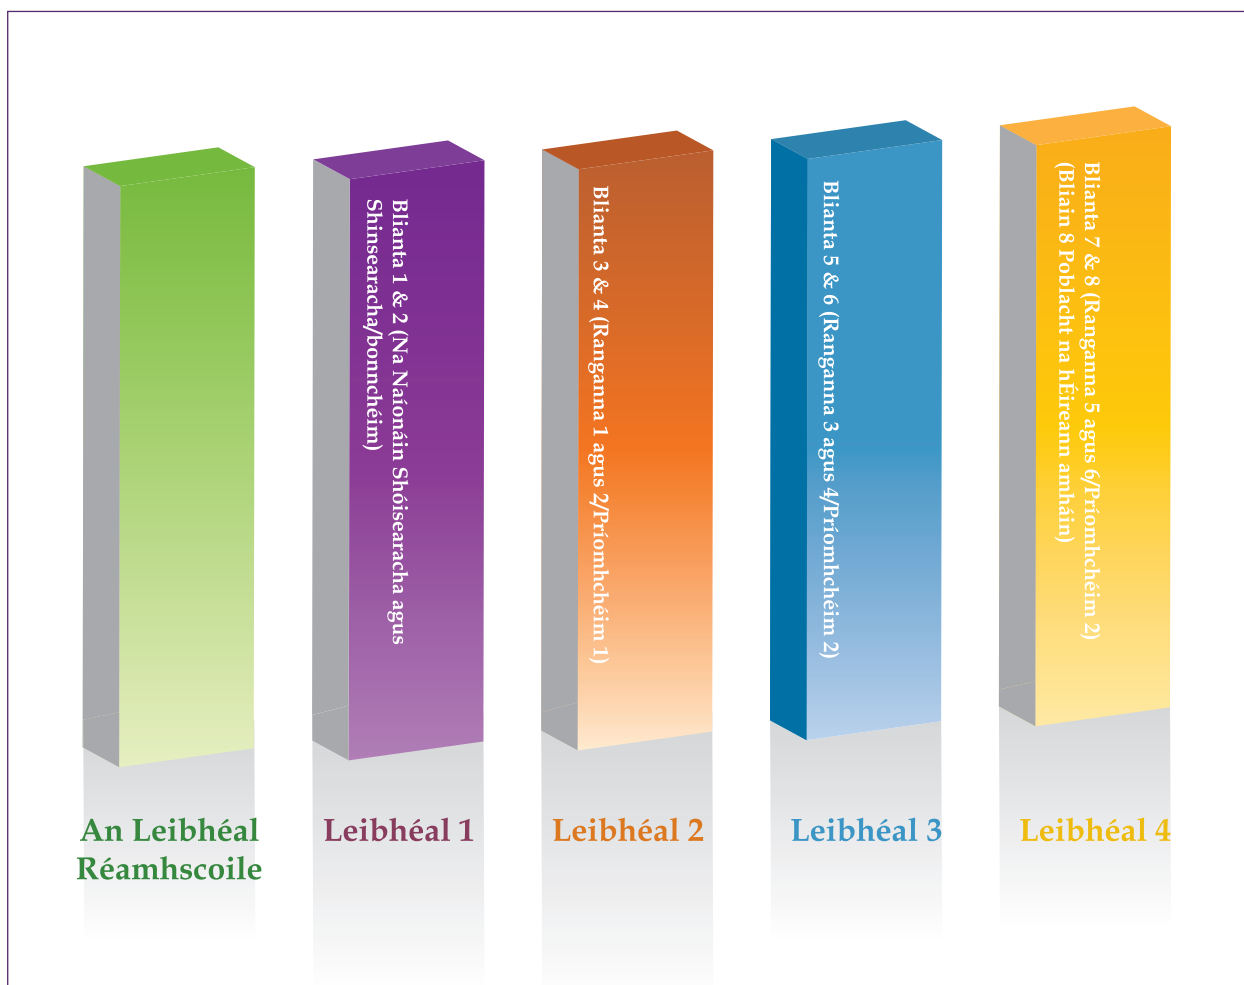 Blianta 1 & 2 (Na Naíonáin Shóisearacha agus
Shinsearacha/bonnchéim)
Blianta 3 & 4 (Ranganna 1 agus 2/Príomhchéim 1)
Blianta 5 & 6 (Ranganna 3 agus 4/Príomhchéim 2)
Blianta 7 & 8 (Ranganna 5 agus 6/Príomhchéim 2)
(Bliain 8 Poblacht na hÉireann amháin)
An Leibhéal
Réamhscoile
Leibhéal 1
Leibhéal 2
Leibhéal 3
Leibhéal 4